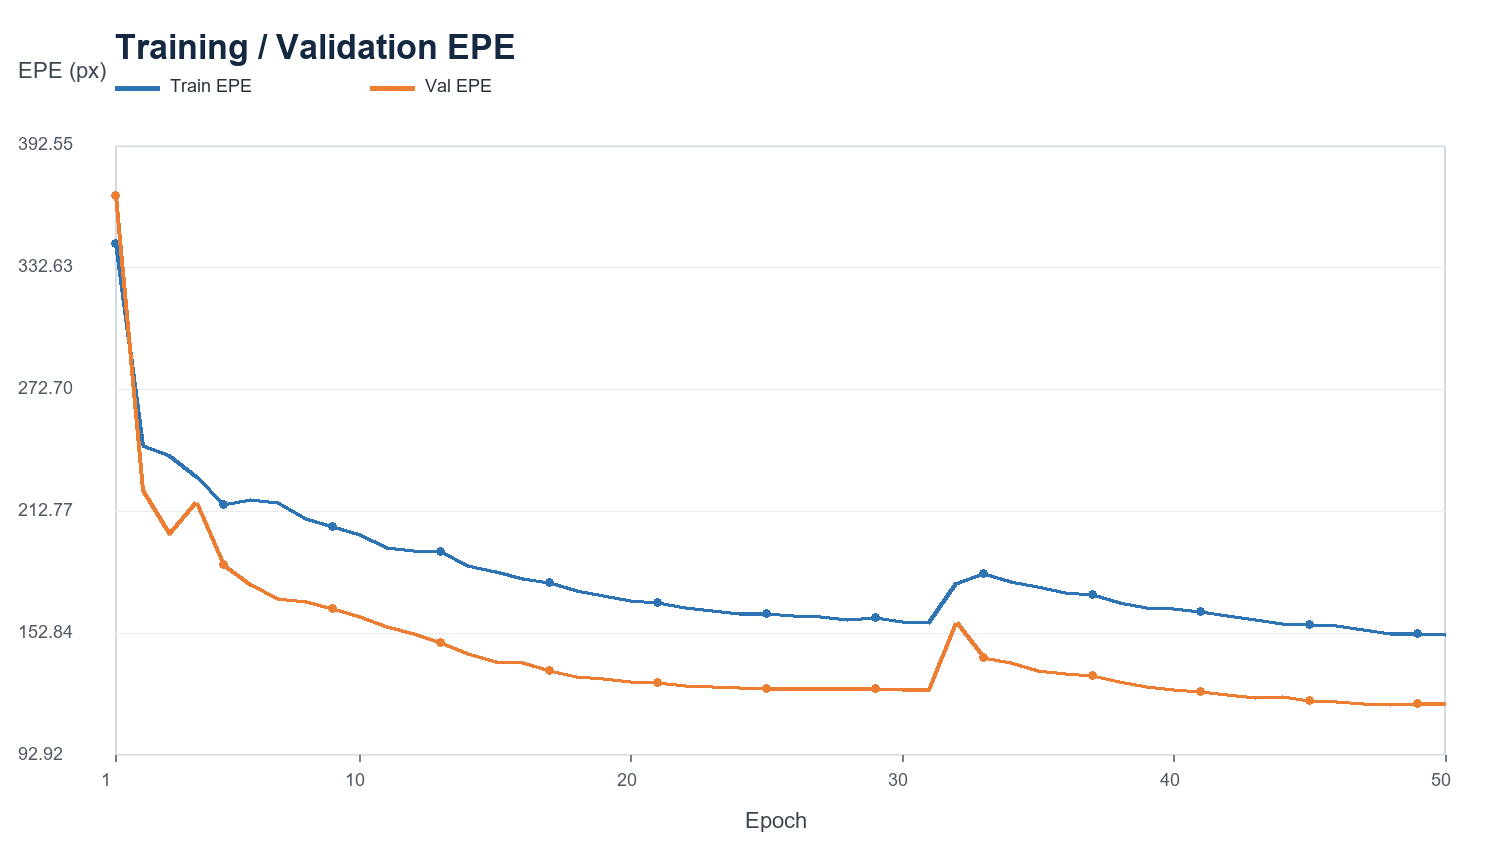 Training / Validation EPE
EPE (px)
Train EPE
Val EPE
392.55
332.63
272.70
212.77
152.84
92.92
1 10 20 30 40 50
Epoch